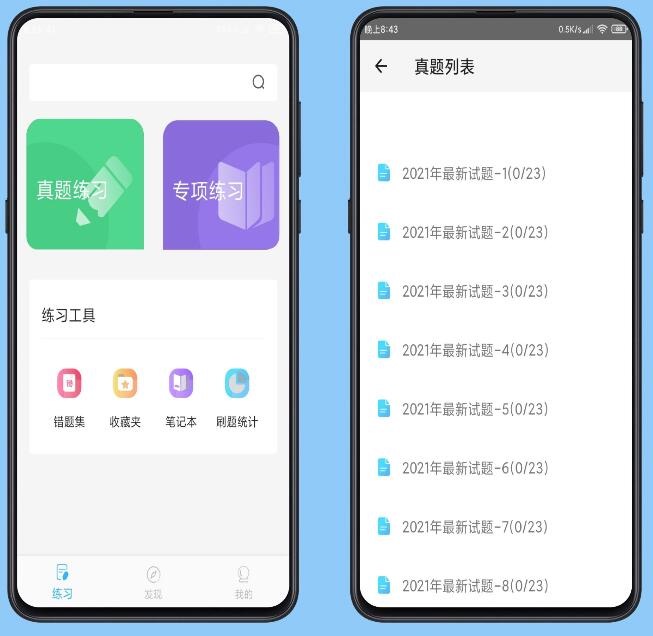 真题练习
专项练习
练习工具
错题集
收藏夹
笔记本
刷题统计
练习
发现
我的
晚上8:43
0.5K/s
真题列表
2021年最新试题-1(0/23)
2021年最新试题-2(0/23)
2021年最新试题-3(0/23)
2021年最新试题-4(0/23)
2021年最新试题-5(0/23)
2021年最新试题-6(0/23)
2021年最新试题-7(0/23)
2021年最新试题-8(0/23)